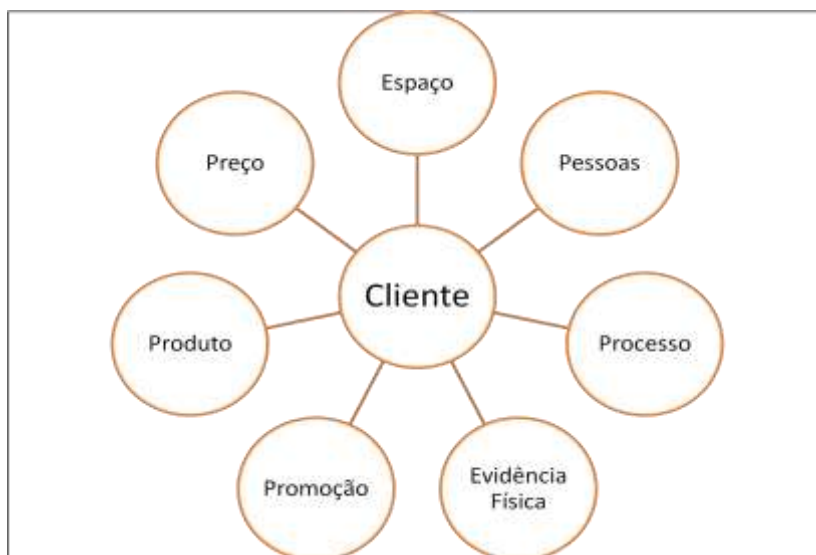 Espaço
Preço
Pessoas
Cliente
Produto
Processo
Promoção
Evidência
Física